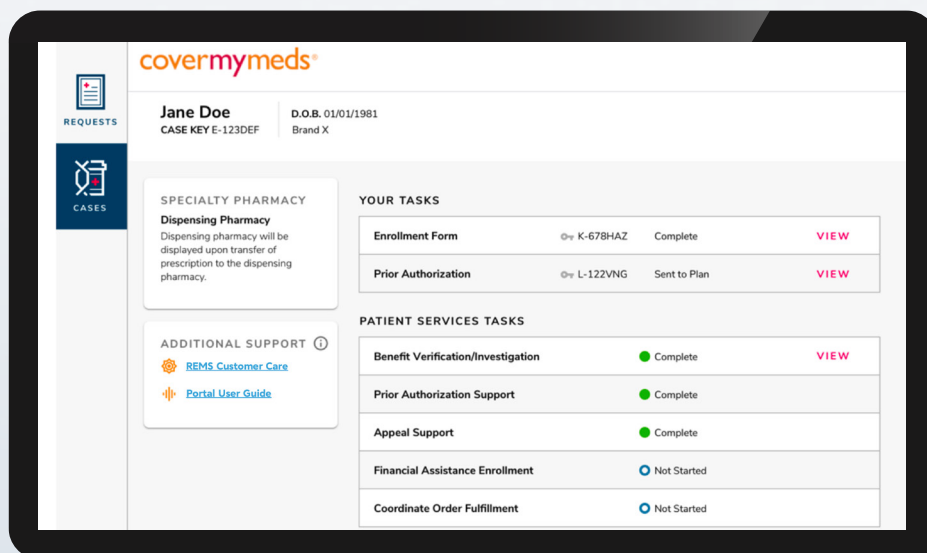 covermymeds®
REQUESTS
CASES
Jane Doe
CASE KEY E-123DEF
D.O.B. 01/01/1981
Brand X
SPECIALTY PHARMACY
Dispensing Pharmacy
Dispensing pharmacy will be
displayed upon transfer of
prescription to the dispensing
pharmacy.
ADDITIONAL SUPPORT
REMS Customer Care
Portal User Guide
YOUR TASKS
Enrollment Form K-678HAZ Complete VIEW
Prior Authorization L-122VNG Sent to Plan VIEW
PATIENT SERVICES TASKS
Benefit Verification/Investigation Complete VIEW
Prior Authorization Support Complete
Appeal Support Complete
Financial Assistance Enrollment Not Started
Coordinate Order Fulfillment Not Started